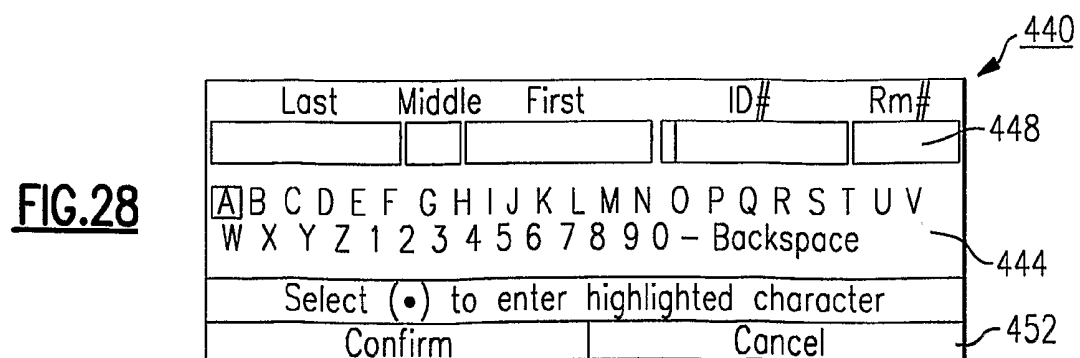 440
Last Middle First ID# Rm#
448
FIG.28
A B C D E F G H I J K L M N O P Q R S T U V
W X Y Z 1 2 3 4 5 6 7 8 9 0 – Backspace
444
Select (•) to enter highlighted character
Confirm Cancel
452